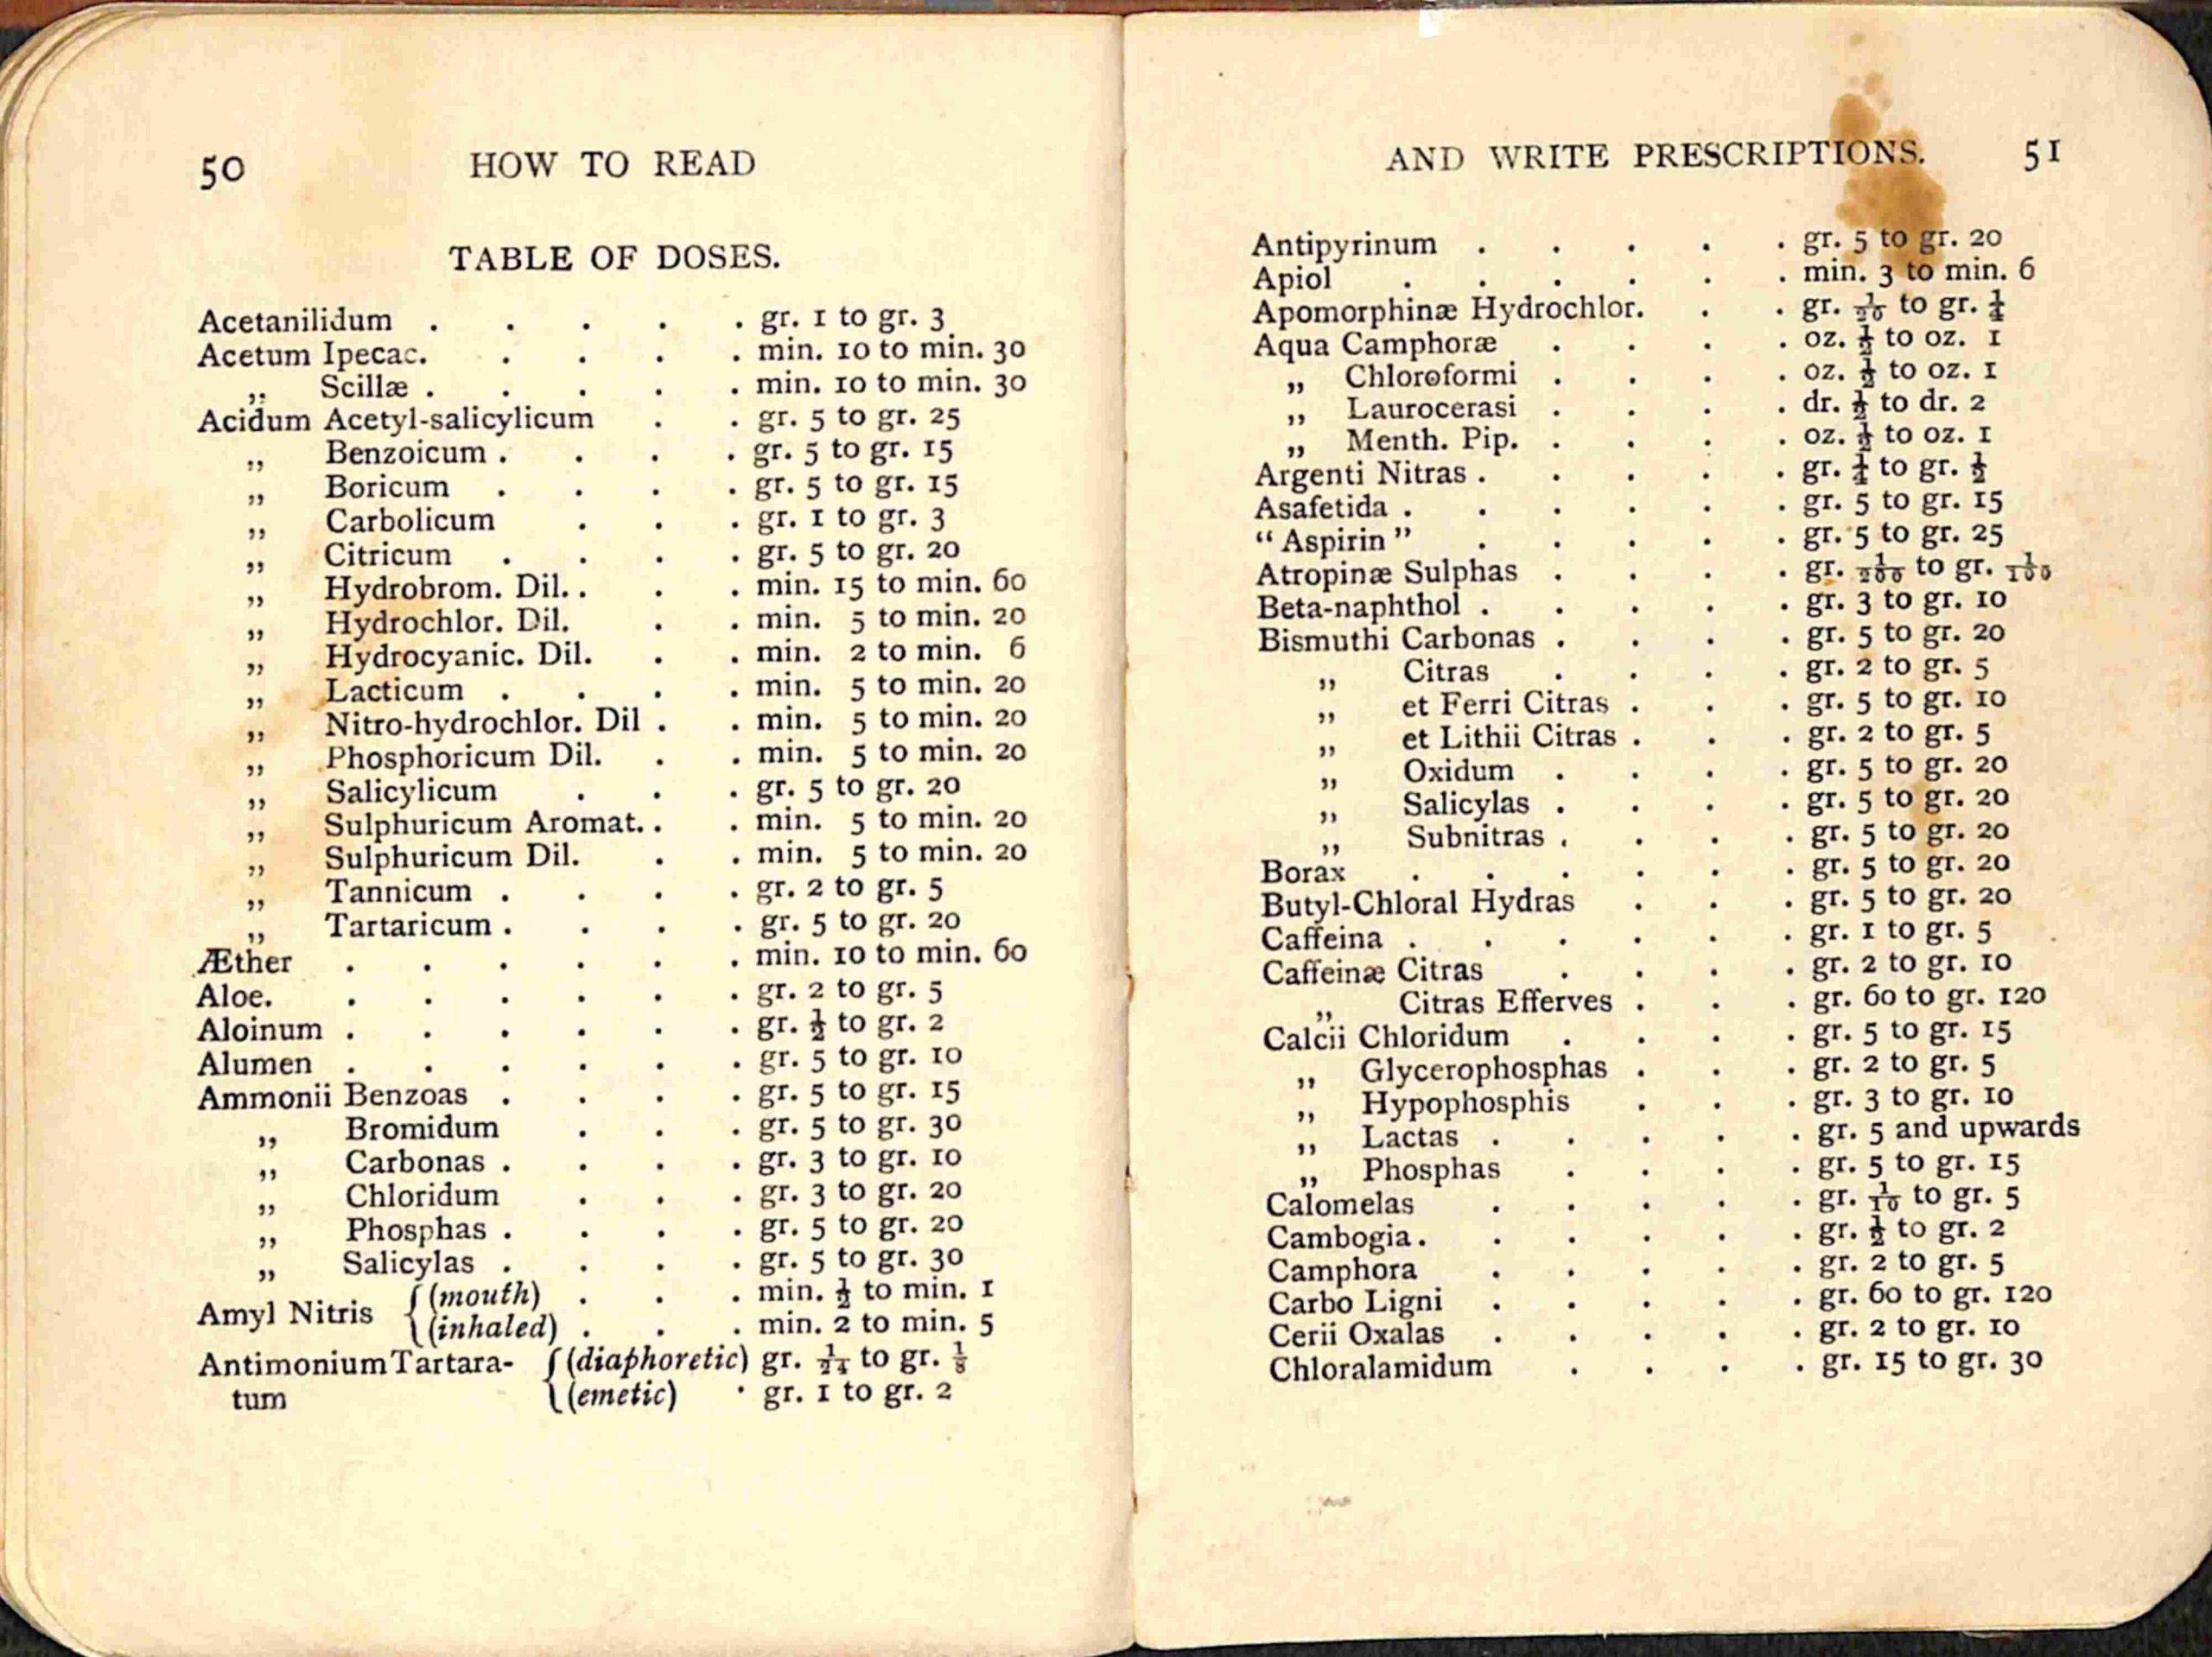 50 HOW TO READ
TABLE OF DOSES.
Acetanilidum . . . . . gr. 1 to gr. 3
Acetum Ipecac. . . . . min. 10 to min. 30
„ Scillæ . . . . . min. 10 to min. 30
Acidum Acetyl-salicylicum . . gr. 5 to gr. 25
„ Benzoicum . . . . gr. 5 to gr. 15
„ Boricum . . . . gr. 5 to gr. 15
„ Carbolicum . . . gr. 1 to gr. 3
„ Citricum . . . . gr. 5 to gr. 20
„ Hydrobrom. Dil. . . . min. 15 to min. 60
„ Hydrochlor. Dil. . . min. 5 to min. 20
„ Hydrocyanic. Dil. . . min. 2 to min. 6
„ Lacticum . . . . min. 5 to min. 20
„ Nitro-hydrochlor. Dil . . min. 5 to min. 20
„ Phosphoricum Dil. . . min. 5 to min. 20
„ Salicylicum . . . gr. 5 to gr. 20
„ Sulphuricum Aromat. . . min. 5 to min. 20
„ Sulphuricum Dil. . . min. 5 to min. 20
„ Tannicum . . . . gr. 2 to gr. 5
„ Tartaricum . . . . gr. 5 to gr. 20
Æther . . . . . . min. 10 to min. 60
Aloe. . . . . . . gr. 2 to gr. 5
Aloinum . . . . . . gr. ½ to gr. 2
Alumen . . . . . . gr. 5 to gr. 10
Ammonii Benzoas . . . . gr. 5 to gr. 15
„ Bromidum . . . gr. 5 to gr. 30
„ Carbonas . . . . gr. 3 to gr. 10
„ Chloridum . . . gr. 3 to gr. 20
„ Phosphas . . . . gr. 5 to gr. 20
„ Salicylas . . . . gr. 5 to gr. 30
Amyl Nitris { (mouth) . . . min. ½ to min. 1
{ (inhaled) . . . min. 2 to min. 5
Antimonium Tartara- { (diaphoretic) gr. 1/24 to gr. ⅛
tum { (emetic) . gr. 1 to gr. 2
AND WRITE PRESCRIPTIONS. 51
Antipyrinum . . . . . gr. 5 to gr. 20
Apiol . . . . . . min. 3 to min. 6
Apomorphinæ Hydrochlor. . . gr. 1/20 to gr. ¼
Aqua Camphoræ . . . . oz. ½ to oz. 1
„ Chloroformi . . . . oz. ½ to oz. 1
„ Laurocerasi . . . . dr. ½ to dr. 2
„ Menth. Pip. . . . . oz. ½ to oz. 1
Argenti Nitras . . . . . gr. ¼ to gr. ½
Asafetida . . . . . . gr. 5 to gr. 15
“ Aspirin ” . . . . . gr. 5 to gr. 25
Atropinæ Sulphas . . . . gr. 1/200 to gr. 1/100
Beta-naphthol . . . . . gr. 3 to gr. 10
Bismuthi Carbonas . . . . gr. 5 to gr. 20
„ Citras . . . . gr. 2 to gr. 5
„ et Ferri Citras . . . gr. 5 to gr. 10
„ et Lithii Citras . . . gr. 2 to gr. 5
„ Oxidum . . . . gr. 5 to gr. 20
„ Salicylas . . . . gr. 5 to gr. 20
„ Subnitras . . . . gr. 5 to gr. 20
Borax . . . . . . gr. 5 to gr. 20
Butyl-Chloral Hydras . . . gr. 5 to gr. 20
Caffeina . . . . . . gr. 1 to gr. 5
Caffeinæ Citras . . . . gr. 2 to gr. 10
„ Citras Efferves . . . gr. 60 to gr. 120
Calcii Chloridum . . . . gr. 5 to gr. 15
„ Glycerophosphas . . . gr. 2 to gr. 5
„ Hypophosphis . . . gr. 3 to gr. 10
„ Lactas . . . . . gr. 5 and upwards
„ Phosphas . . . . gr. 5 to gr. 15
Calomelas . . . . . gr. 1/10 to gr. 5
Cambogia . . . . . . gr. ½ to gr. 2
Camphora . . . . . gr. 2 to gr. 5
Carbo Ligni . . . . . gr. 60 to gr. 120
Cerii Oxalas . . . . . gr. 2 to gr. 10
Chloralamidum . . . . gr. 15 to gr. 30